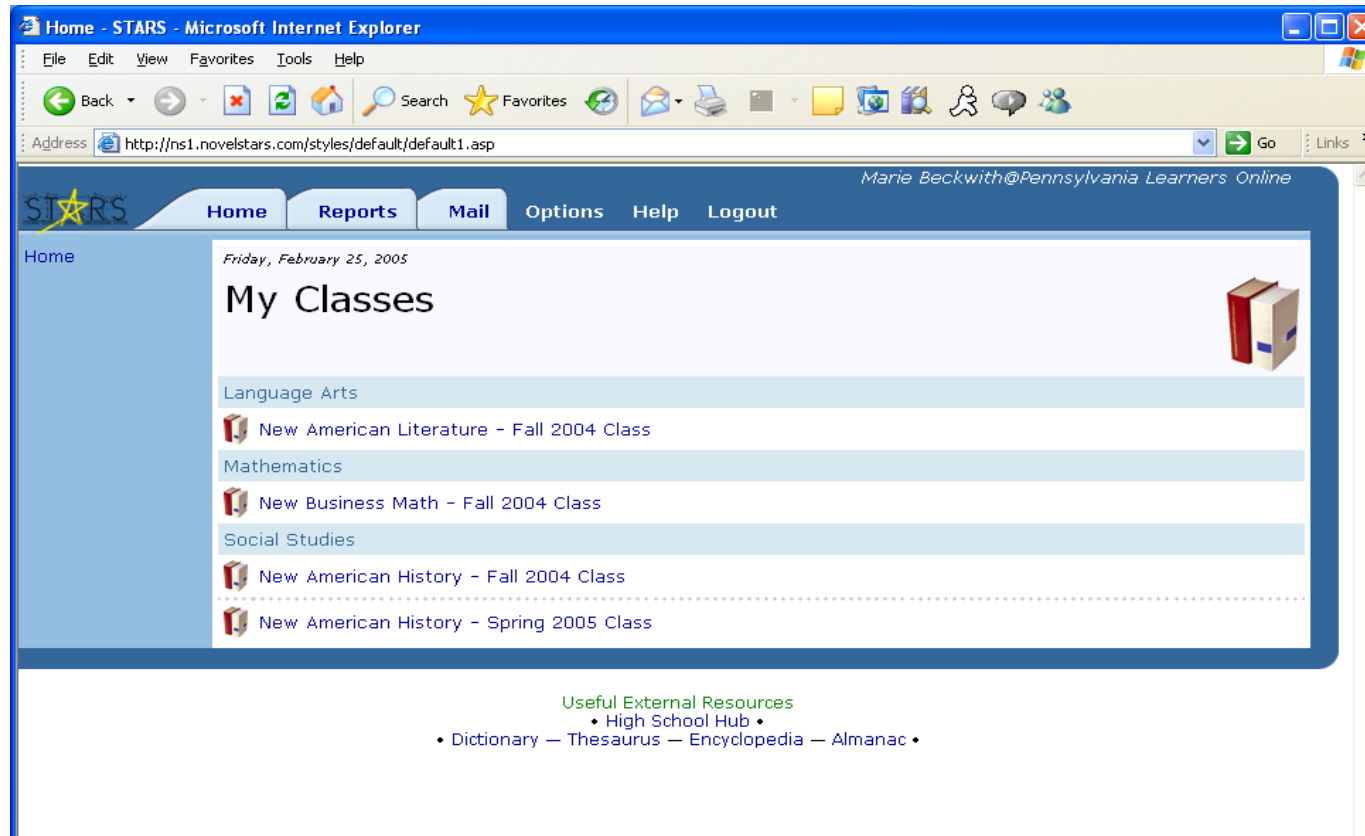 Home - STARS - Microsoft Internet Explorer
File Edit View Favorites Tools Help
Back Search Favorites
Address http://ns1.novelstars.com/styles/default/default1.asp Go Links
Marie Beckwith@Pennsylvania Learners Online
STARS Home Reports Mail Options Help Logout
Home
Friday, February 25, 2005
My Classes
Language Arts
New American Literature - Fall 2004 Class
Mathematics
New Business Math - Fall 2004 Class
Social Studies
New American History - Fall 2004 Class
New American History - Spring 2005 Class
Useful External Resources
• High School Hub •
• Dictionary — Thesaurus — Encyclopedia — Almanac •